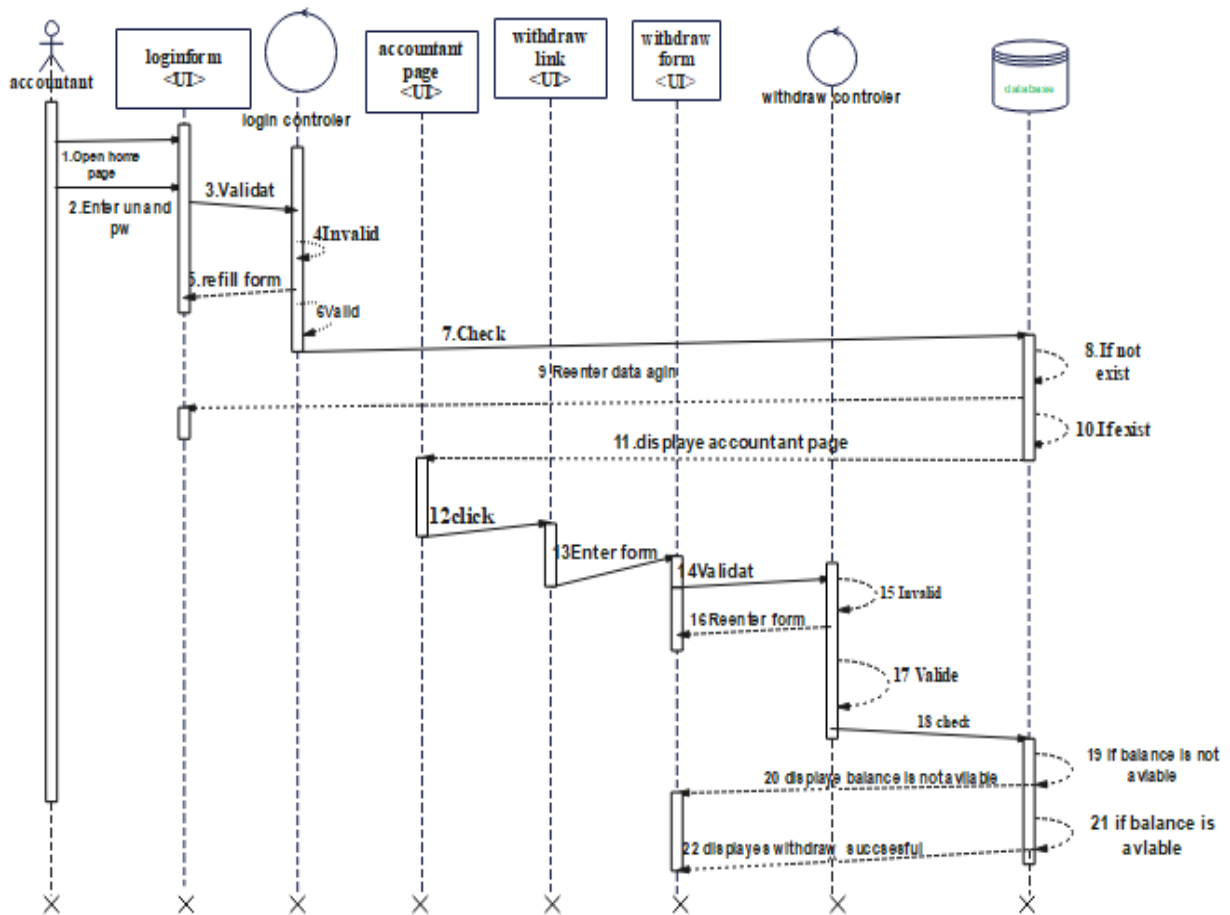 accountant
loginform
<UI>
login controler
accountant
page
<UI>
withdraw
link
<UI>
withdraw
form
<UI>
withdraw controler
database
1.Open home
page
2.Enter un and
pw
3.Validat
4Invalid
5.refill form
6Valid
7.Check
8.If not
exist
9 Reenter data agin
10.If exist
11.displaye accountant page
12click
13Enter form
14Validat
15 Invalid
16Reenter form
17 Valide
18 check
19 if balance is not
aviable
20 displaye balance is not avilable
21 if balance is
avlable
22 displayes withdraw succsesful